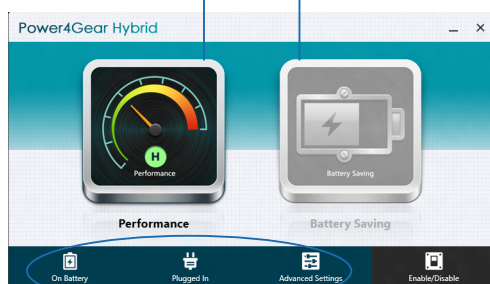 Power4Gear Hybrid
H
Performance
Battery Saving
Performance
Battery Saving
On Battery
Plugged In
Advanced Settings
Enable/Disable